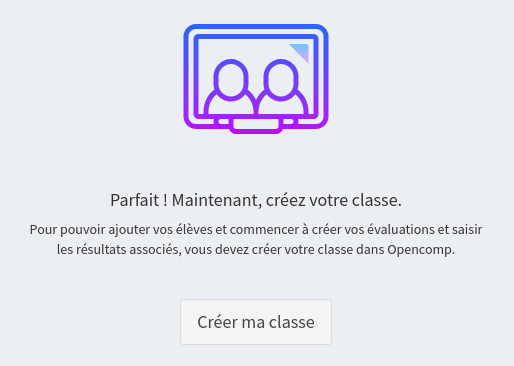 Parfait ! Maintenant, créez votre classe.
Pour pouvoir ajouter vos élèves et commencer à créer vos évaluations et saisir
les résultats associés, vous devez créer votre classe dans Opencomp.
Créer ma classe